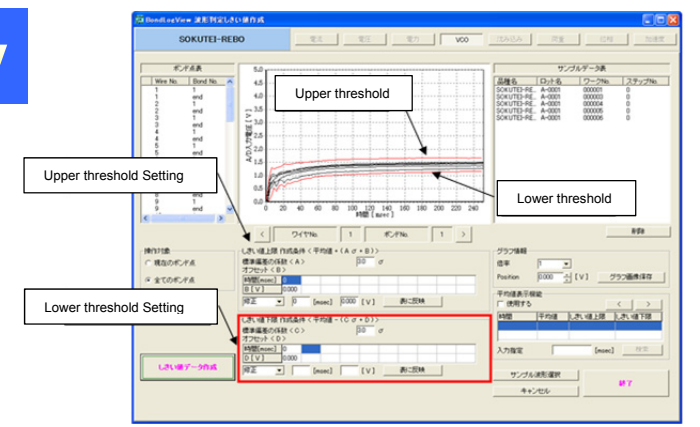 BondLogView 波形判定しきい値作成
SOKUTEI-REBO
電流
電圧
電力
VCO
沈み込み
荷重
位相
加速度
ボンド点表
Wire No. Bond No.
1 1
1 end
2 1
2 end
3 1
3 end
4 1
4 end
5 1
5 end
9 1
9 end
A/D入力電圧 [V]
5.0
4.5
4.0
3.5
3.0
2.5
2.0
1.5
1.0
0.5
0.0
0 20 40 60 80 100 120 140 160 180 200 220 240
時間 [msec]
Upper threshold
Lower threshold
Upper threshold Setting
Lower threshold Setting
サンプルデータ表
品種名 ロット名 ワークNo. ステップNo.
SOKUTEI-RE... A-0001 000001 0
SOKUTEI-RE... A-0001 000003 0
SOKUTEI-RE... A-0001 000004 0
SOKUTEI-RE... A-0001 000005 0
SOKUTEI-RE... A-0001 000006 0
削除
< ワイヤNo. 1 ボンドNo. 1 >
操作対象
現在のボンド点
全てのボンド点
しきい値上限 作成条件 < 平均値 + (A σ + B) >
標準偏差の係数 < A > 3.0 σ
オフセット < B >
時間[msec] 0
B [V] 0.000
修正 0 [msec] 0.000 [V] 表に反映
しきい値下限 作成条件 < 平均値 - (C σ + D) >
標準偏差の係数 < C > 3.0 σ
オフセット < D >
時間[msec] 0
D [V] 0.000
修正 [msec] [V] 表に反映
しきい値データ作成
グラフ情報
倍率 1
Position 0.000 [V] グラフ画像保存
平均値表示機能
使用する < >
時間 平均値 しきい値上限 しきい値下限
入力指定 [msec] 検索
サンプル波形選択
キャンセル
終了